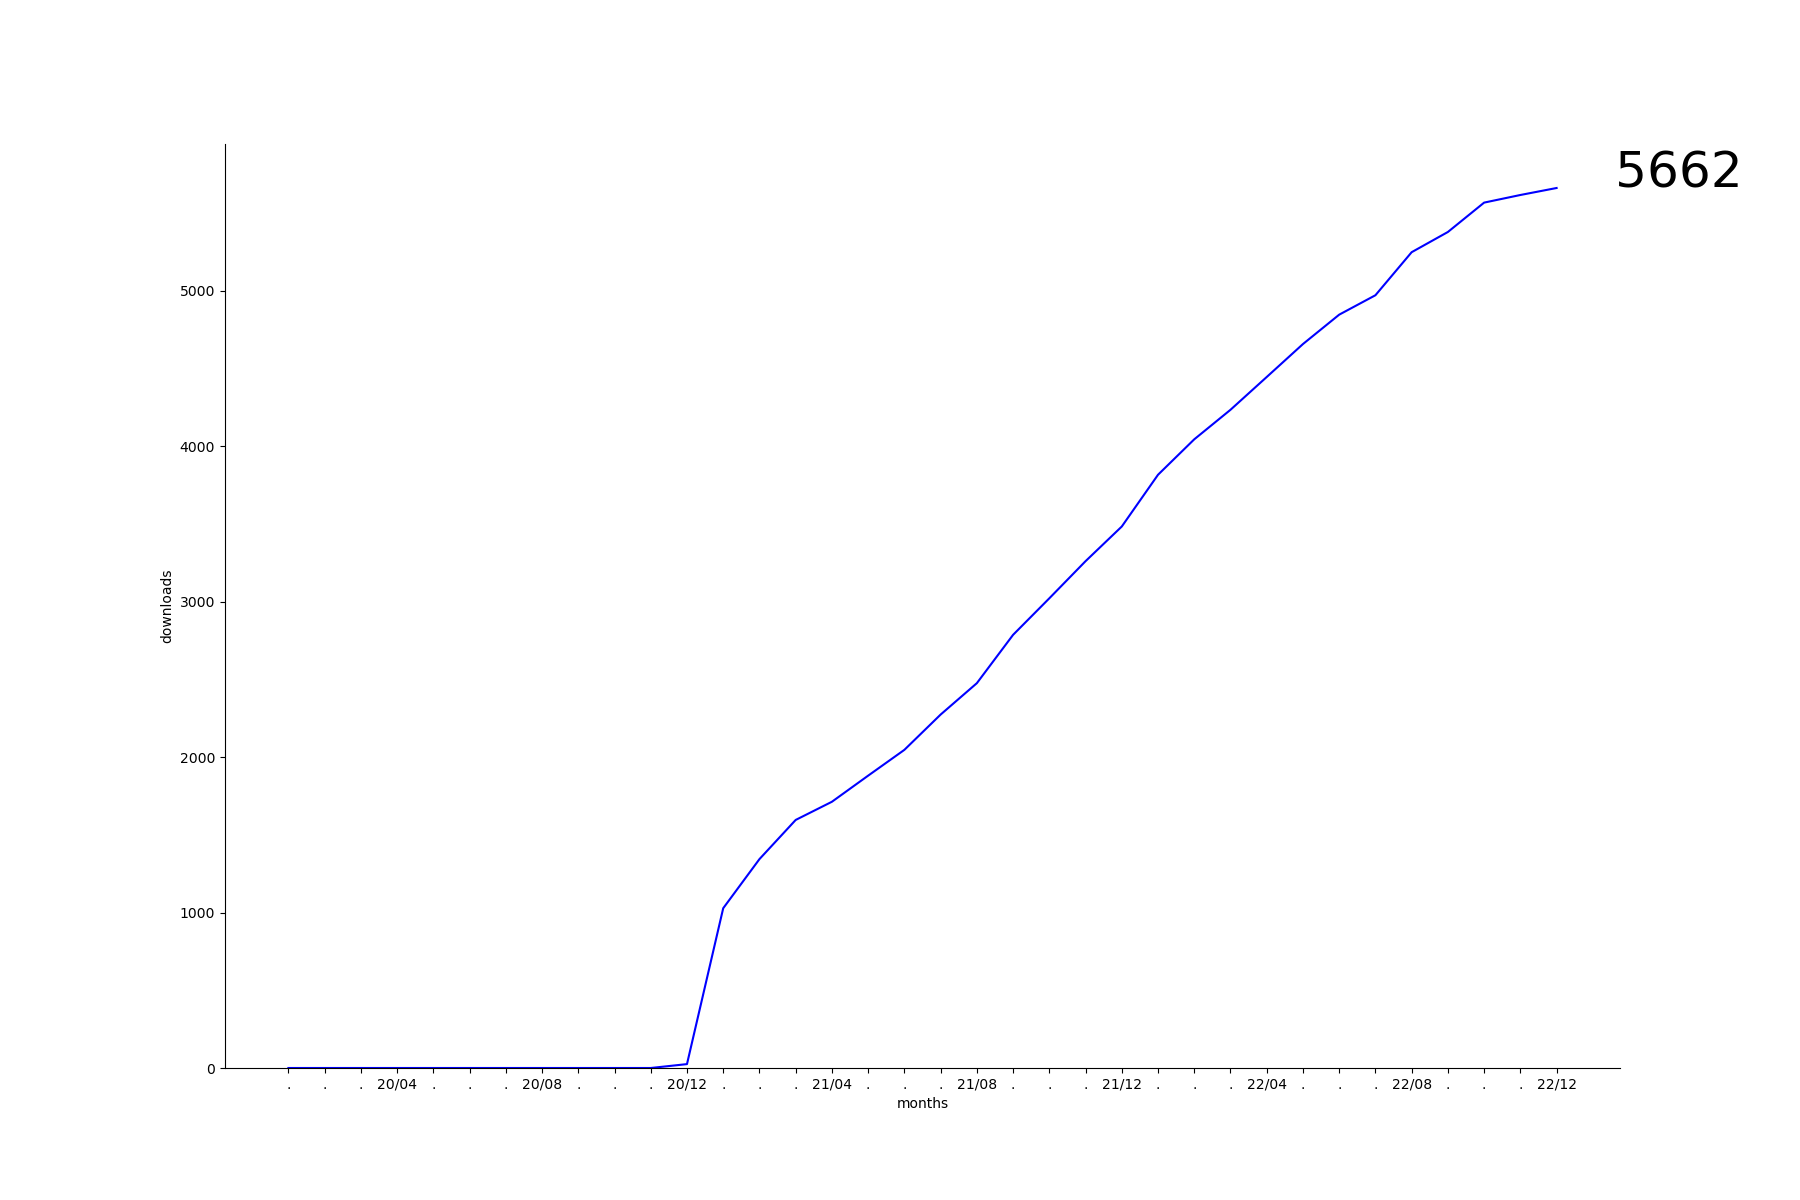 5662
5000
4000
3000
2000
1000
0
downloads
. . . 20/04 . . . 20/08 . . . 20/12 . . . 21/04 . . . 21/08 . . . 21/12 . . . 22/04 . . . 22/08 . . . 22/12
months